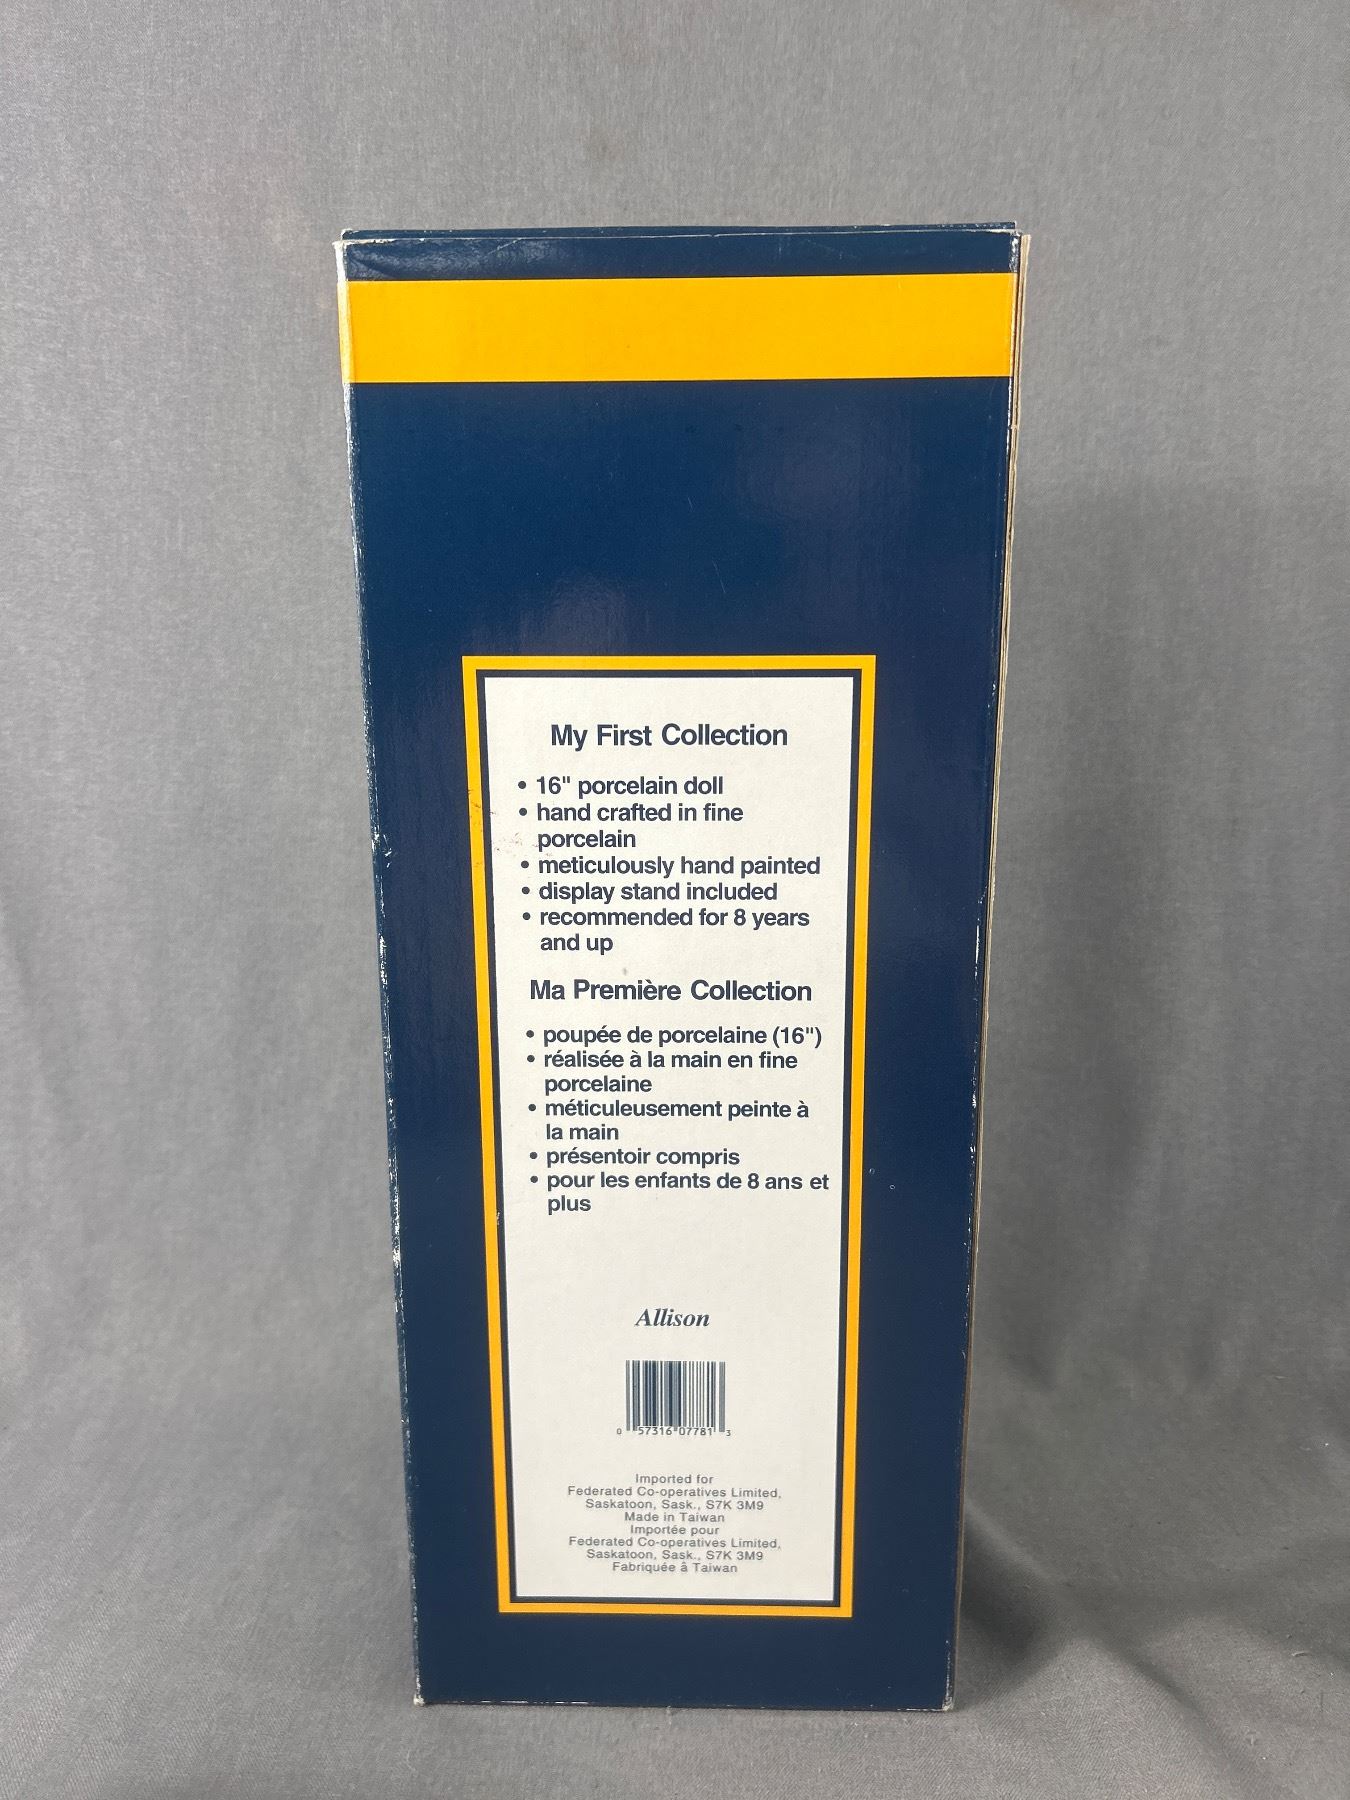 My First Collection
• 16" porcelain doll
• hand crafted in fine
porcelain
• meticulously hand painted
• display stand included
• recommended for 8 years
and up
Ma Première Collection
• poupée de porcelaine (16")
• réalisée à la main en fine
porcelaine
• méticuleusement peinte à
la main
• présentoir compris
• pour les enfants de 8 ans et
plus
Allison
0 57316 07781 3
Imported for
Federated Co-operatives Limited,
Saskatoon, Sask., S7K 3M9
Made in Taiwan
Importée pour
Federated Co-operatives Limited,
Saskatoon, Sask., S7K 3M9
Fabriquée à Taiwan